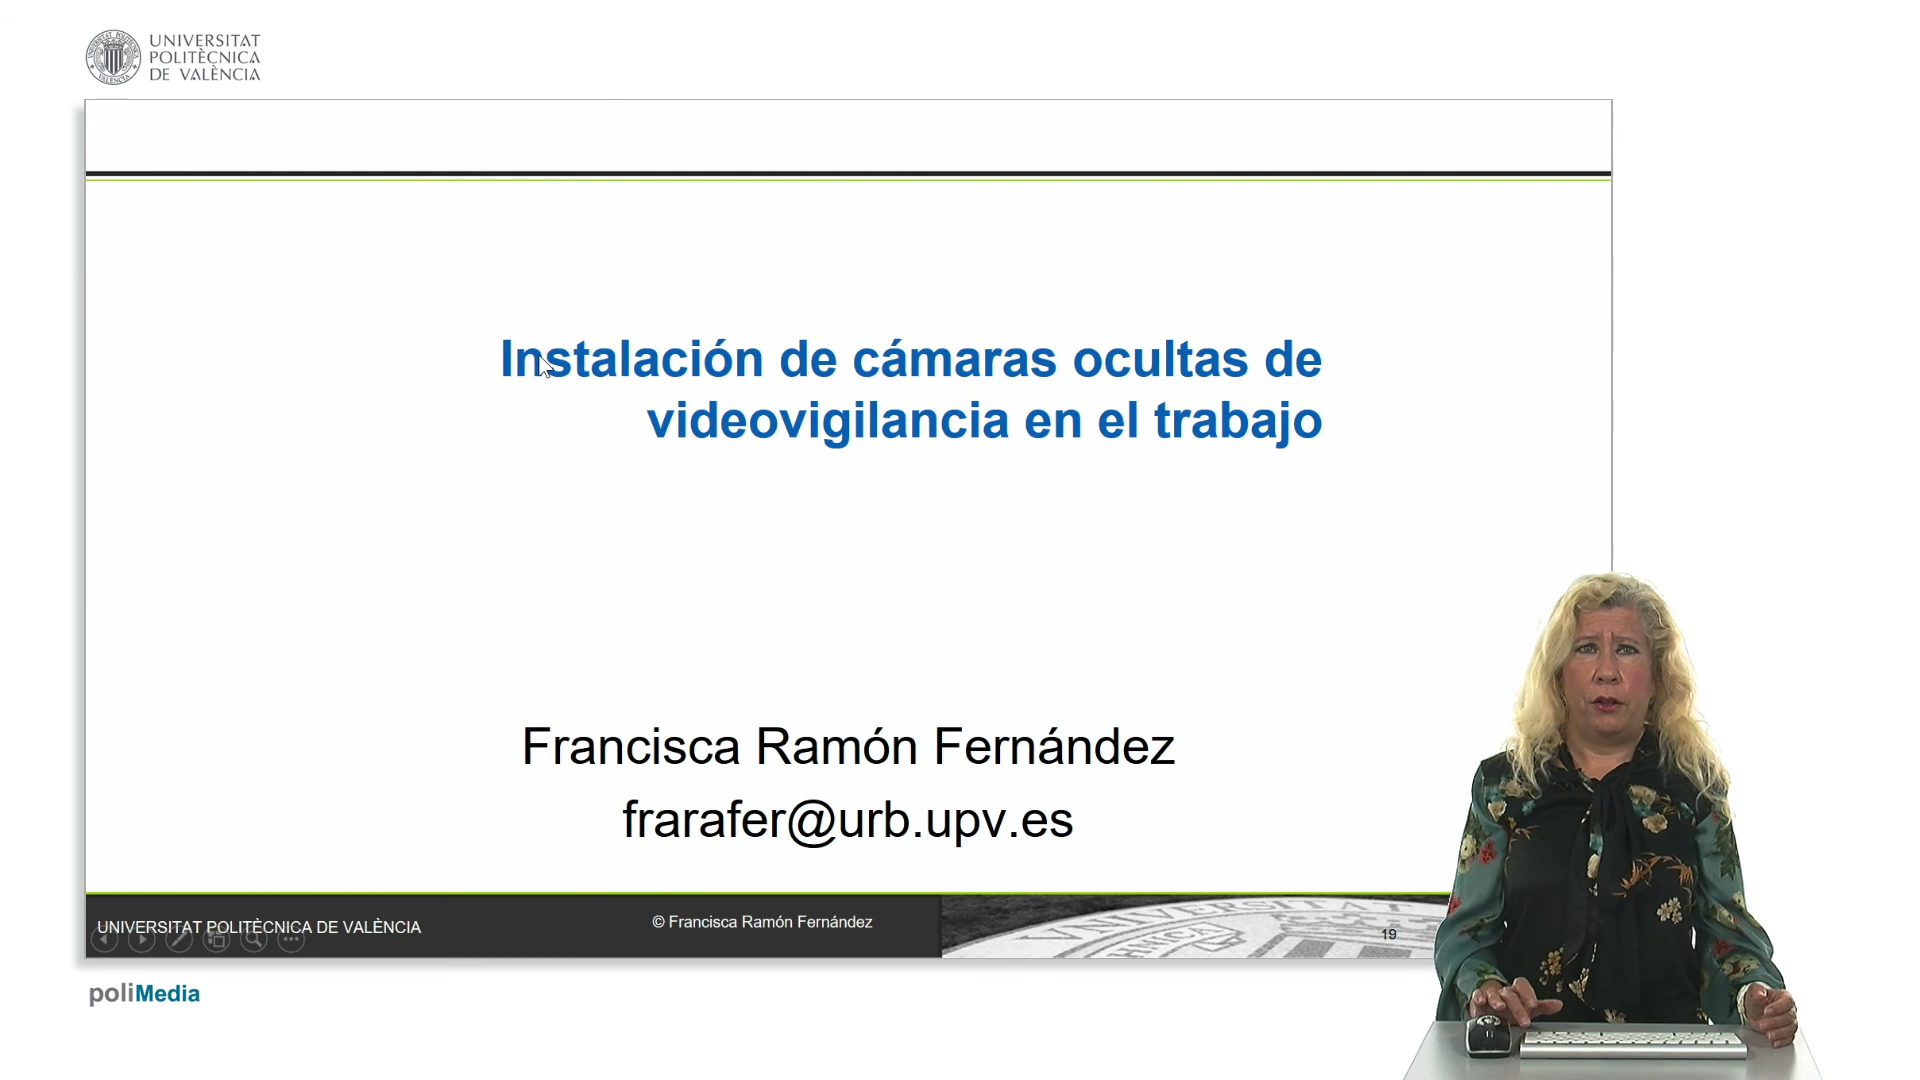 UNIVERSITAT
POLITÈCNICA
DE VALÈNCIA
Instalación de cámaras ocultas de
videovigilancia en el trabajo
Francisca Ramón Fernández
frarafer@urb.upv.es
UNIVERSITAT POLITÈCNICA DE VALÈNCIA
© Francisca Ramón Fernández
19
poliMedia